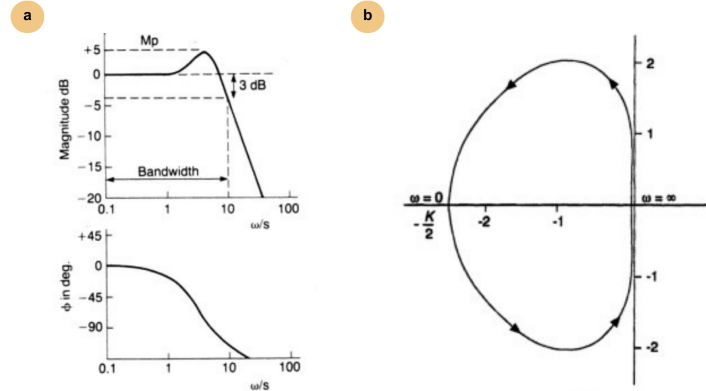 a
Mp
+5
0
3 dB
-5
-10
-15
-20
Magnitude dB
Bandwidth
0.1 1 10 100
ω/s
+45
0
-45
-90
ϕ in deg.
0.1 1 10 100
ω/s
b
2
1
ω = 0 ω = ∞
-K/2 -2 -1
-1
-2